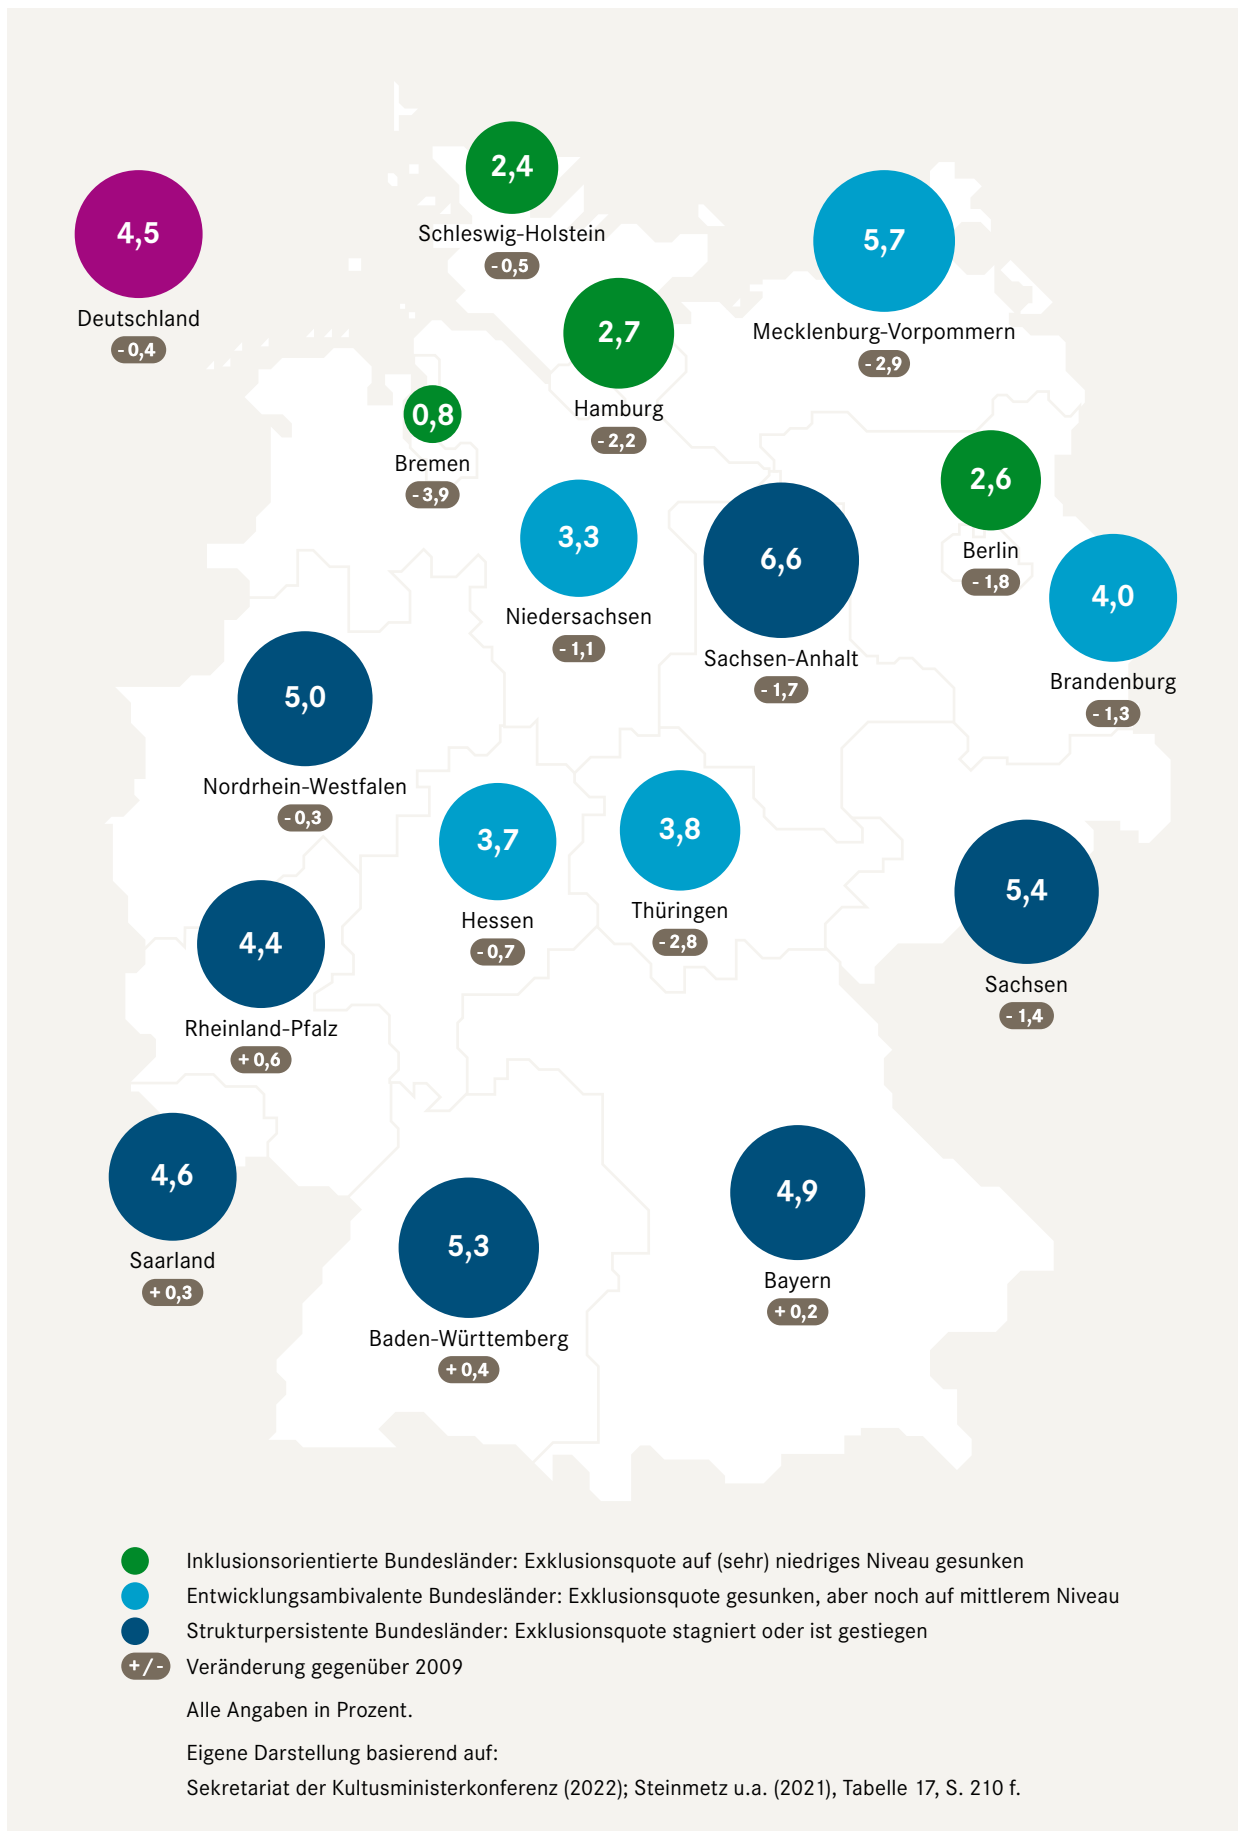 2,4
Schleswig-Holstein
- 0,5
4,5
Deutschland
- 0,4
5,7
Mecklenburg-Vorpommern
- 2,9
2,7
Hamburg
- 2,2
0,8
Bremen
- 3,9
2,6
Berlin
- 1,8
3,3
Niedersachsen
- 1,1
6,6
Sachsen-Anhalt
- 1,7
4,0
Brandenburg
- 1,3
5,0
Nordrhein-Westfalen
- 0,3
3,7
Hessen
- 0,7
3,8
Thüringen
- 2,8
5,4
Sachsen
- 1,4
4,4
Rheinland-Pfalz
+ 0,6
4,6
Saarland
+ 0,3
5,3
Baden-Württemberg
+ 0,4
4,9
Bayern
+ 0,2
Inklusionsorientierte Bundesländer: Exklusionsquote auf (sehr) niedriges Niveau gesunken
Entwicklungsambivalente Bundesländer: Exklusionsquote gesunken, aber noch auf mittlerem Niveau
Strukturpersistente Bundesländer: Exklusionsquote stagniert oder ist gestiegen
+ / - Veränderung gegenüber 2009
Alle Angaben in Prozent.
Eigene Darstellung basierend auf:
Sekretariat der Kultusministerkonferenz (2022); Steinmetz u.a. (2021), Tabelle 17, S. 210 f.